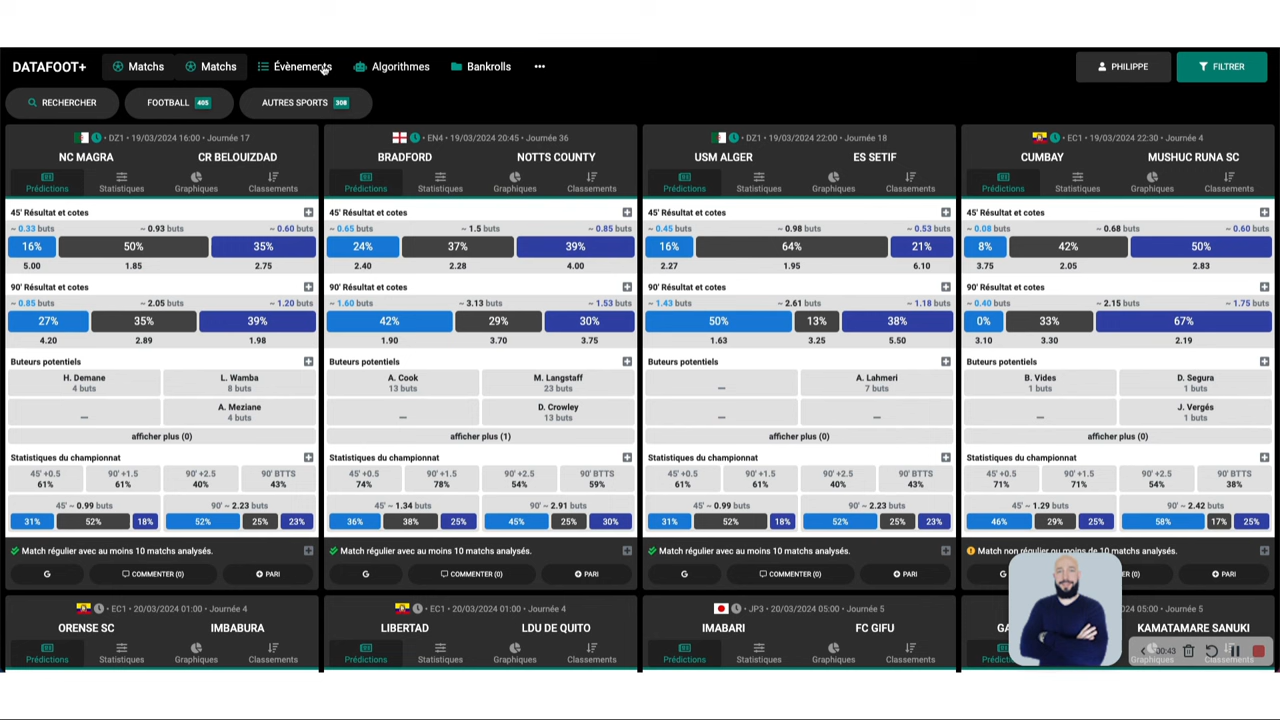 DATAFOOT+ Matchs Matchs Évènements Algorithmes Bankrolls ••• PHILIPPE FILTRER
RECHERCHER FOOTBALL 405 AUTRES SPORTS 308
DZ1 • 19/03/2024 16:00 • Journée 17
NC MAGRA CR BELOUIZDAD
Prédictions Statistiques Graphiques Classements
45' Résultat et cotes
~ 0.33 buts ~ 0.93 buts ~ 0.60 buts
16% 50% 35%
5.00 1.85 2.75
90' Résultat et cotes
~ 0.85 buts ~ 2.05 buts ~ 1.20 buts
27% 35% 39%
4.20 2.89 1.98
Buteurs potentiels
H. Demane L. Wamba
4 buts 8 buts
A. Meziane
— 4 buts
afficher plus (0)
Statistiques du championnat
45' +0.5 90' +1.5 90' +2.5 90' BTTS
61% 61% 40% 43%
45' ~ 0.99 buts 90' ~ 2.23 buts
31% 52% 18% 52% 25% 23%
Match régulier avec au moins 10 matchs analysés.
G COMMENTER (0) PARI
EN4 • 19/03/2024 20:45 • Journée 36
BRADFORD NOTTS COUNTY
Prédictions Statistiques Graphiques Classements
45' Résultat et cotes
~ 0.65 buts ~ 1.5 buts ~ 0.85 buts
24% 37% 39%
2.40 2.28 4.00
90' Résultat et cotes
~ 1.60 buts ~ 3.13 buts ~ 1.53 buts
42% 29% 30%
1.90 3.70 3.75
Buteurs potentiels
A. Cook M. Langstaff
13 buts 23 buts
D. Crowley
— 13 buts
afficher plus (1)
Statistiques du championnat
45' +0.5 90' +1.5 90' +2.5 90' BTTS
74% 78% 54% 59%
45' ~ 1.34 buts 90' ~ 2.91 buts
36% 38% 25% 45% 25% 30%
Match régulier avec au moins 10 matchs analysés.
G COMMENTER (0) PARI
DZ1 • 19/03/2024 22:00 • Journée 18
USM ALGER ES SETIF
Prédictions Statistiques Graphiques Classements
45' Résultat et cotes
~ 0.45 buts ~ 0.98 buts ~ 0.53 buts
16% 64% 21%
2.27 1.95 6.10
90' Résultat et cotes
~ 1.43 buts ~ 2.61 buts ~ 1.18 buts
50% 13% 38%
1.63 3.25 5.50
Buteurs potentiels
A. Lahmeri
— 7 buts
— —
afficher plus (0)
Statistiques du championnat
45' +0.5 90' +1.5 90' +2.5 90' BTTS
61% 61% 40% 43%
45' ~ 0.99 buts 90' ~ 2.23 buts
31% 52% 18% 52% 25% 23%
Match régulier avec au moins 10 matchs analysés.
G COMMENTER (0) PARI
EC1 • 19/03/2024 22:30 • Journée 4
CUMBAY MUSHUC RUNA SC
Prédictions Statistiques Graphiques Classements
45' Résultat et cotes
~ 0.08 buts ~ 0.68 buts ~ 0.60 buts
8% 42% 50%
3.75 2.05 2.83
90' Résultat et cotes
~ 0.40 buts ~ 2.15 buts ~ 1.75 buts
0% 33% 67%
3.10 3.30 2.19
Buteurs potentiels
B. Vides D. Segura
1 buts 1 buts
J. Vergés
— 1 buts
afficher plus (0)
Statistiques du championnat
45' +0.5 90' +1.5 90' +2.5 90' BTTS
71% 71% 54% 38%
45' ~ 1.29 buts 90' ~ 2.42 buts
46% 29% 25% 58% 17% 25%
Match non régulier ou moins de 10 matchs analysés.
G (0) PARI
EC1 • 20/03/2024 01:00 • Journée 4
ORENSE SC IMBABURA
Prédictions Statistiques Graphiques Classements
EC1 • 20/03/2024 01:00 • Journée 4
LIBERTAD LDU DE QUITO
Prédictions Statistiques Graphiques Classements
JP3 • 20/03/2024 05:00 • Journée 5
IMABARI FC GIFU
Prédictions Statistiques Graphiques Classements
05:00 • Journée 5
KAMATAMARE SANUKI
00:43